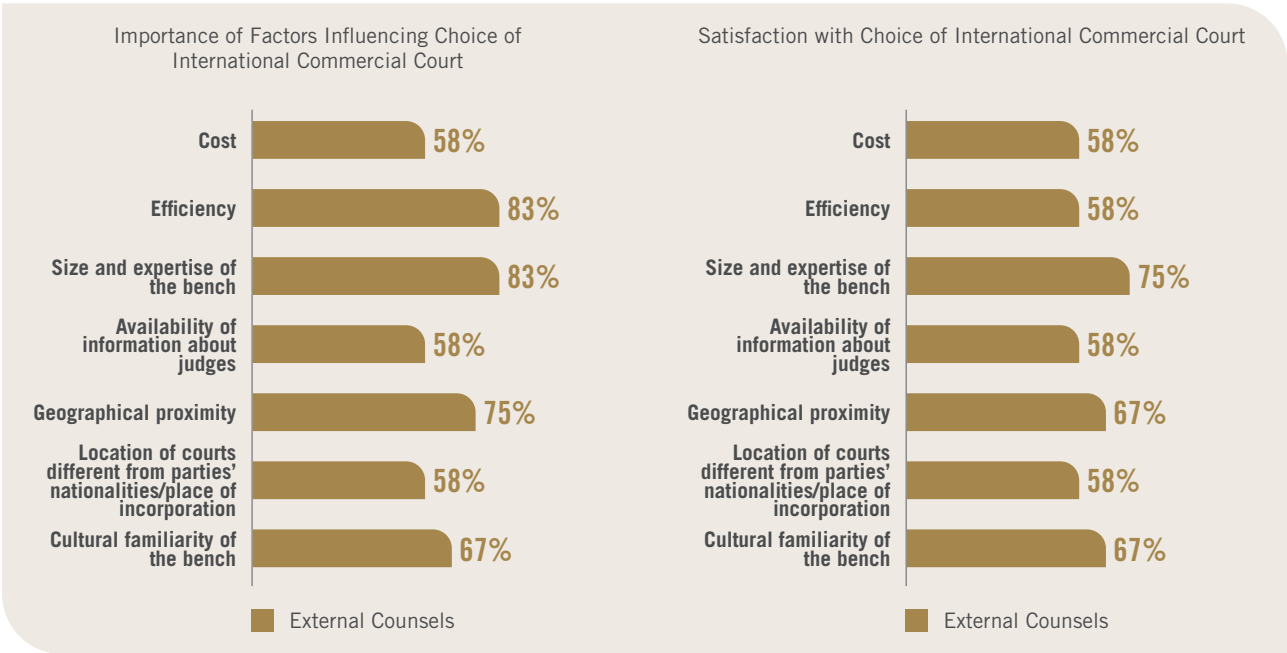 Importance of Factors Influencing Choice of
International Commercial Court
Cost
58%
Efficiency
83%
Size and expertise of
the bench
83%
Availability of
information about
judges
58%
Geographical proximity
75%
Location of courts
different from parties’
nationalities/place of
incorporation
58%
Cultural familiarity of
the bench
67%
External Counsels
Satisfaction with Choice of International Commercial Court
Cost
58%
Efficiency
58%
Size and expertise of
the bench
75%
Availability of
information about
judges
58%
Geographical proximity
67%
Location of courts
different from parties’
nationalities/place of
incorporation
58%
Cultural familiarity of
the bench
67%
External Counsels